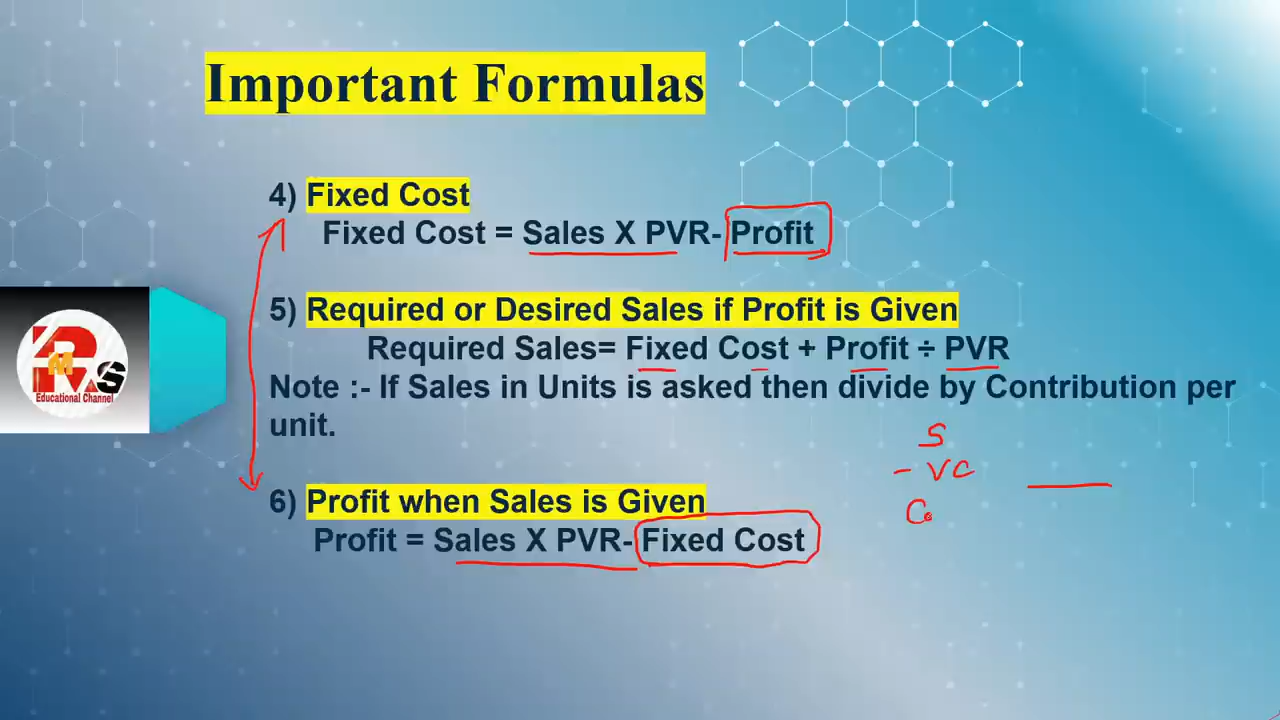 Important Formulas
4) Fixed Cost
Fixed Cost = Sales X PVR- Profit
5) Required or Desired Sales if Profit is Given
Required Sales= Fixed Cost + Profit ÷ PVR
Note :- If Sales in Units is asked then divide by Contribution per
unit.
S
- VC
C
6) Profit when Sales is Given
Profit = Sales X PVR- Fixed Cost
Educational Channel